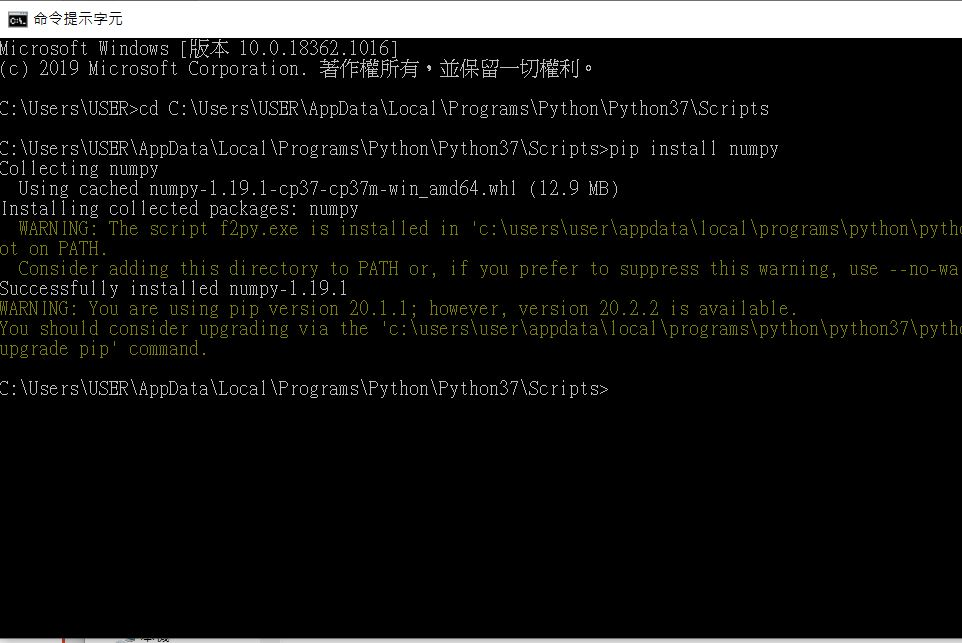 命令提示字元
Microsoft Windows [版本 10.0.18362.1016]
(c) 2019 Microsoft Corporation. 著作權所有，並保留一切權利。
C:\Users\USER>cd C:\Users\USER\AppData\Local\Programs\Python\Python37\Scripts
C:\Users\USER\AppData\Local\Programs\Python\Python37\Scripts>pip install numpy
Collecting numpy
Using cached numpy-1.19.1-cp37-cp37m-win_amd64.whl (12.9 MB)
Installing collected packages: numpy
WARNING: The script f2py.exe is installed in 'c:\users\user\appdata\local\programs\python\pyth
ot on PATH.
Consider adding this directory to PATH or, if you prefer to suppress this warning, use --no-wa
Successfully installed numpy-1.19.1
WARNING: You are using pip version 20.1.1; however, version 20.2.2 is available.
You should consider upgrading via the 'c:\users\user\appdata\local\programs\python\python37\pyth
upgrade pip' command.
C:\Users\USER\AppData\Local\Programs\Python\Python37\Scripts>